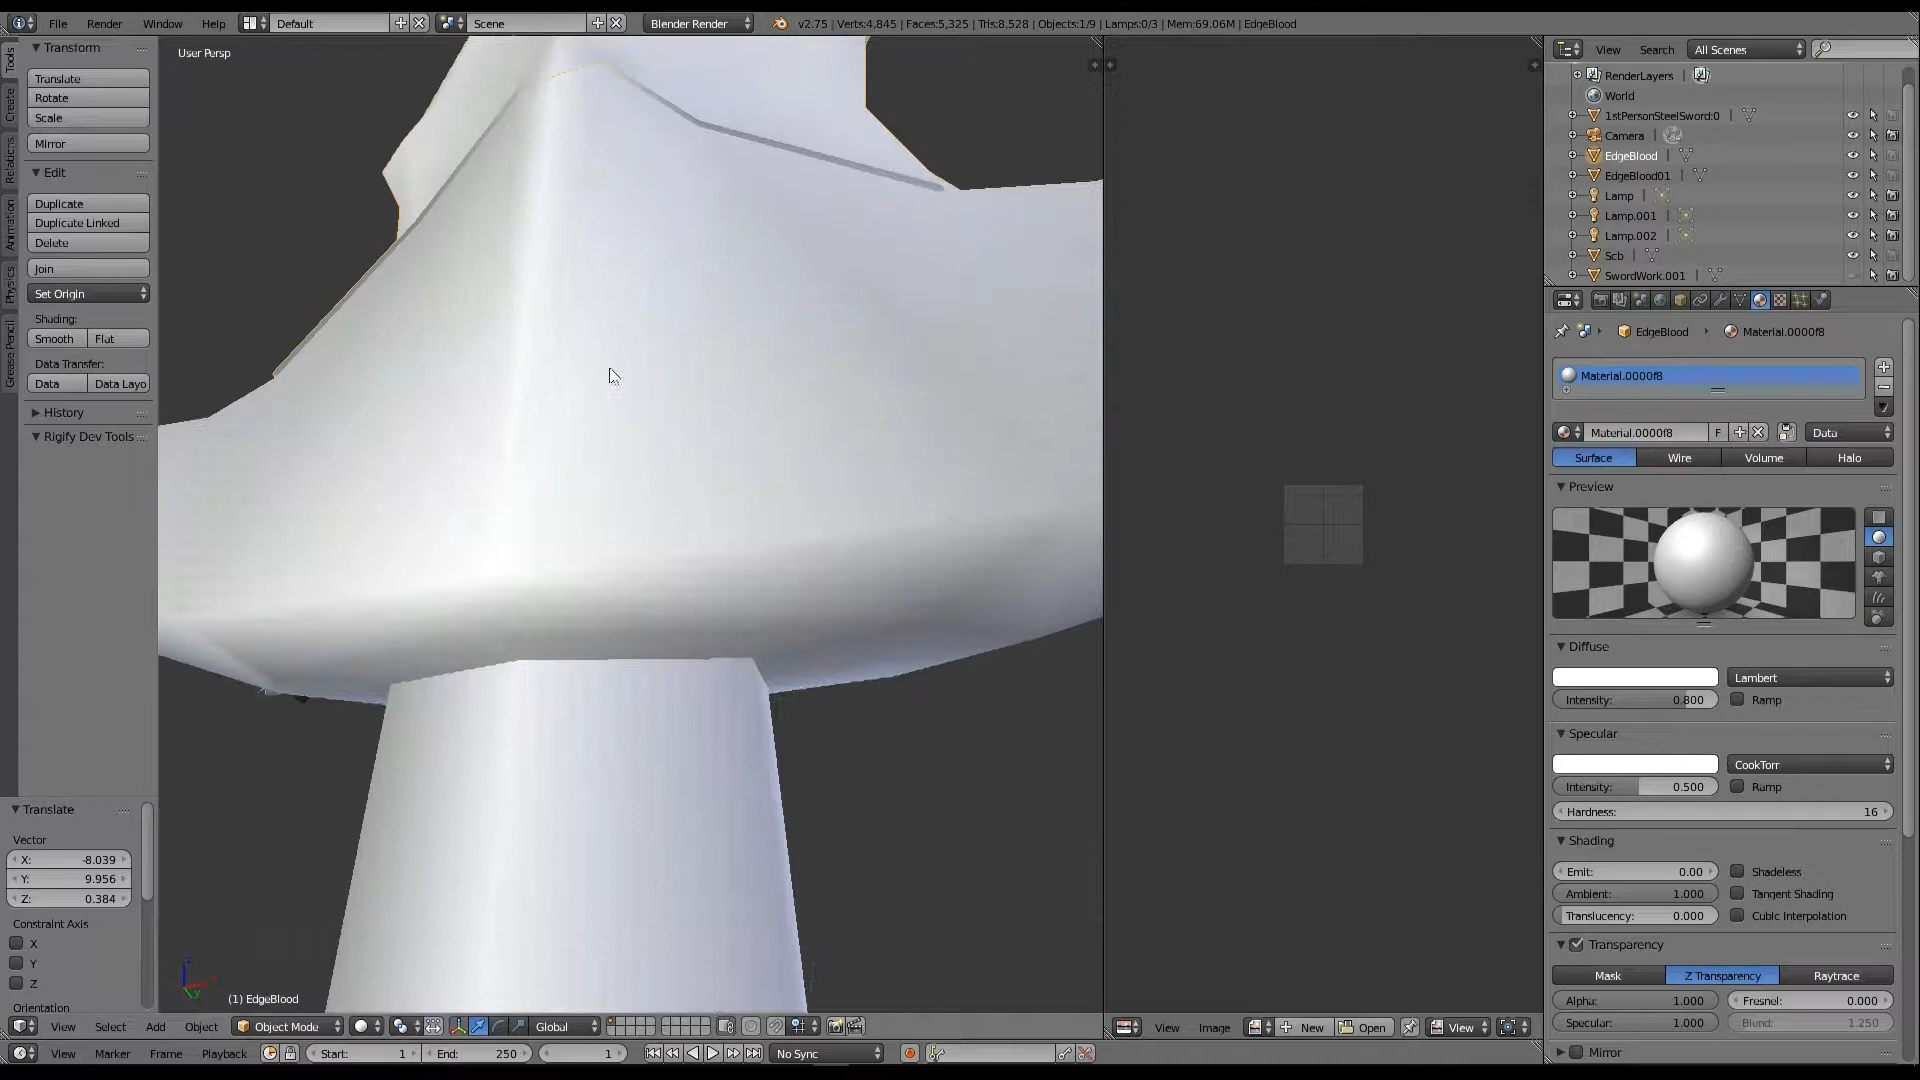 File Render Window Help Default Scene Blender Render v2.75 | Verts:4,845 | Faces:5,325 | Tris:8,528 | Objects:1/9 | Lamps:0/3 | Mem:69.06M | EdgeBlood
Transform
User Persp
View Search All Scenes
Tools
Create
Relations
Animation
Physics
Grease Pencil
Translate
Rotate
Scale
Mirror
Edit
Duplicate
Duplicate Linked
Delete
Join
Set Origin
Shading:
Smooth Flat
Data Transfer:
Data Data Layo
History
Rigify Dev Tools
RenderLayers |
World
1stPersonSteelSword:0 |
Camera |
EdgeBlood |
EdgeBlood01 |
Lamp |
Lamp.001 |
Lamp.002 |
Scb |
SwordWork.001 |
EdgeBlood Material.0000f8
Material.0000f8
Material.0000f8 F Data
Surface Wire Volume Halo
Preview
Diffuse
Lambert
Intensity: 0.800 Ramp
Specular
CookTorr
Intensity: 0.500 Ramp
Hardness: 16
Shading
Emit: 0.00 Shadeless
Ambient: 1.000 Tangent Shading
Translucency: 0.000 Cubic Interpolation
Transparency
Mask Z Transparency Raytrace
Alpha: 1.000 Fresnel: 0.000
Specular: 1.000 Blend: 1.250
Mirror
Translate
Vector
X: -8.039
Y: 9.956
Z: 0.384
Constraint Axis
X
Y
Z
Orientation
(1) EdgeBlood
View Select Add Object Object Mode Global
View Image New Open View
View Marker Frame Playback Start: 1 End: 250 1 No Sync